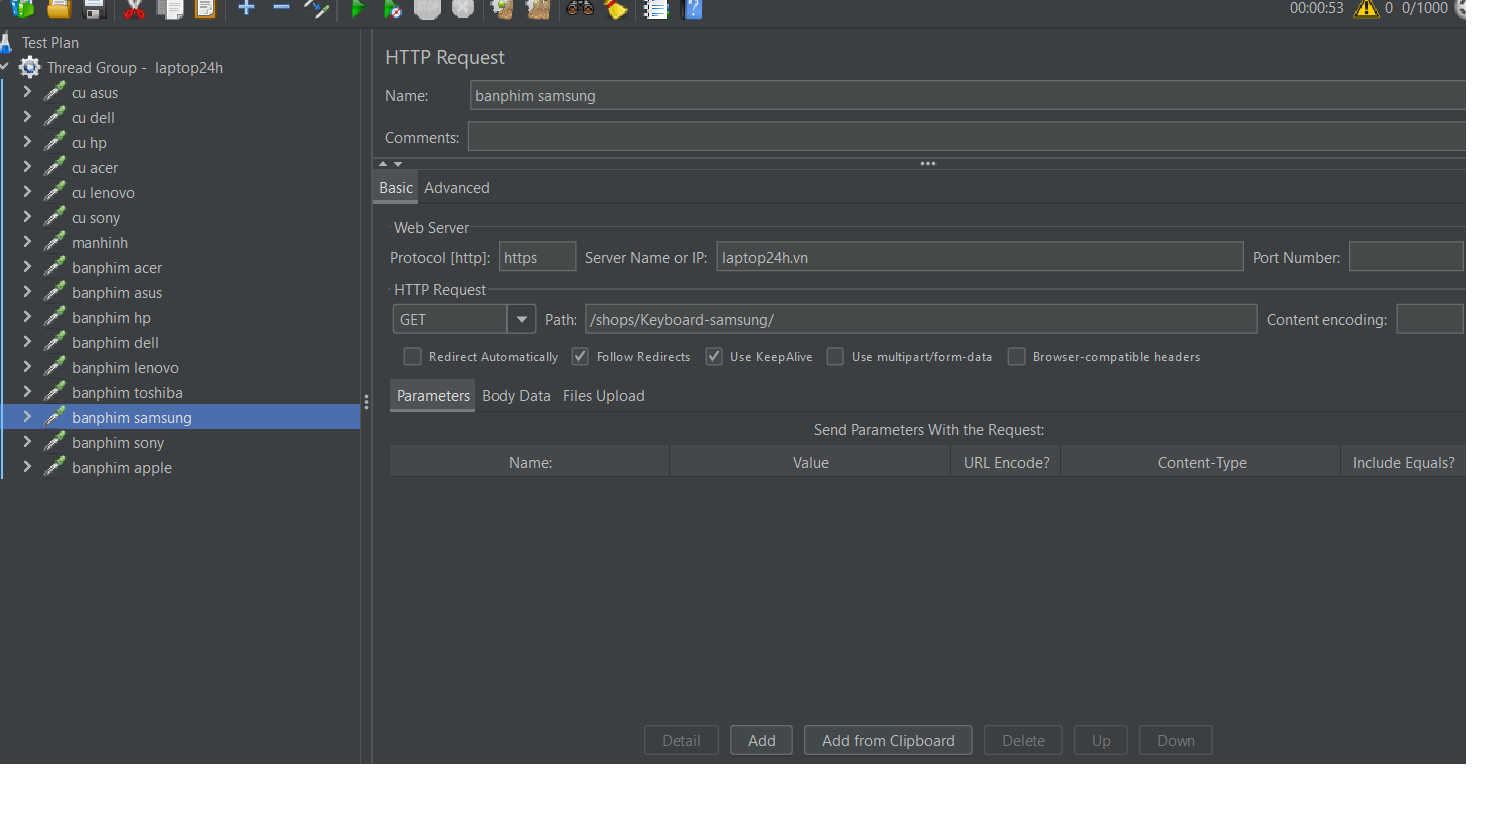 00:00:53 0 0/1000
STOP
Test Plan
Thread Group - laptop24h
cu asus
cu dell
cu hp
cu acer
cu lenovo
cu sony
manhinh
banphim acer
banphim asus
banphim hp
banphim dell
banphim lenovo
banphim toshiba
banphim samsung
banphim sony
banphim apple
HTTP Request
Name: banphim samsung
Comments:
Basic Advanced
Web Server
Protocol [http]: https Server Name or IP: laptop24h.vn Port Number:
HTTP Request
GET Path: /shops/Keyboard-samsung/ Content encoding:
Redirect Automatically Follow Redirects Use KeepAlive Use multipart/form-data Browser-compatible headers
Parameters Body Data Files Upload
Send Parameters With the Request:
Name: Value URL Encode? Content-Type Include Equals?
Detail Add Add from Clipboard Delete Up Down